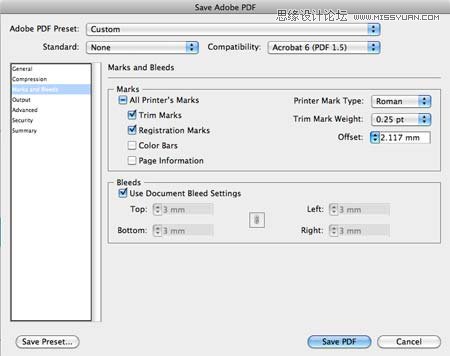 Save Adobe PDF
思缘设计论坛 WWW.MISSYUAN.COM
Adobe PDF Preset: Custom
Standard: None Compatibility: Acrobat 6 (PDF 1.5)
General
Compression
Marks and Bleeds
Output
Advanced
Security
Summary
Marks and Bleeds
Marks
All Printer's Marks
Trim Marks
Registration Marks
Color Bars
Page Information
Printer Mark Type: Roman
Trim Mark Weight: 0.25 pt
Offset: 2.117 mm
Bleeds
Use Document Bleed Settings
Top: 3 mm Left: 3 mm
Bottom: 3 mm Right: 3 mm
Save Preset... Save PDF Cancel